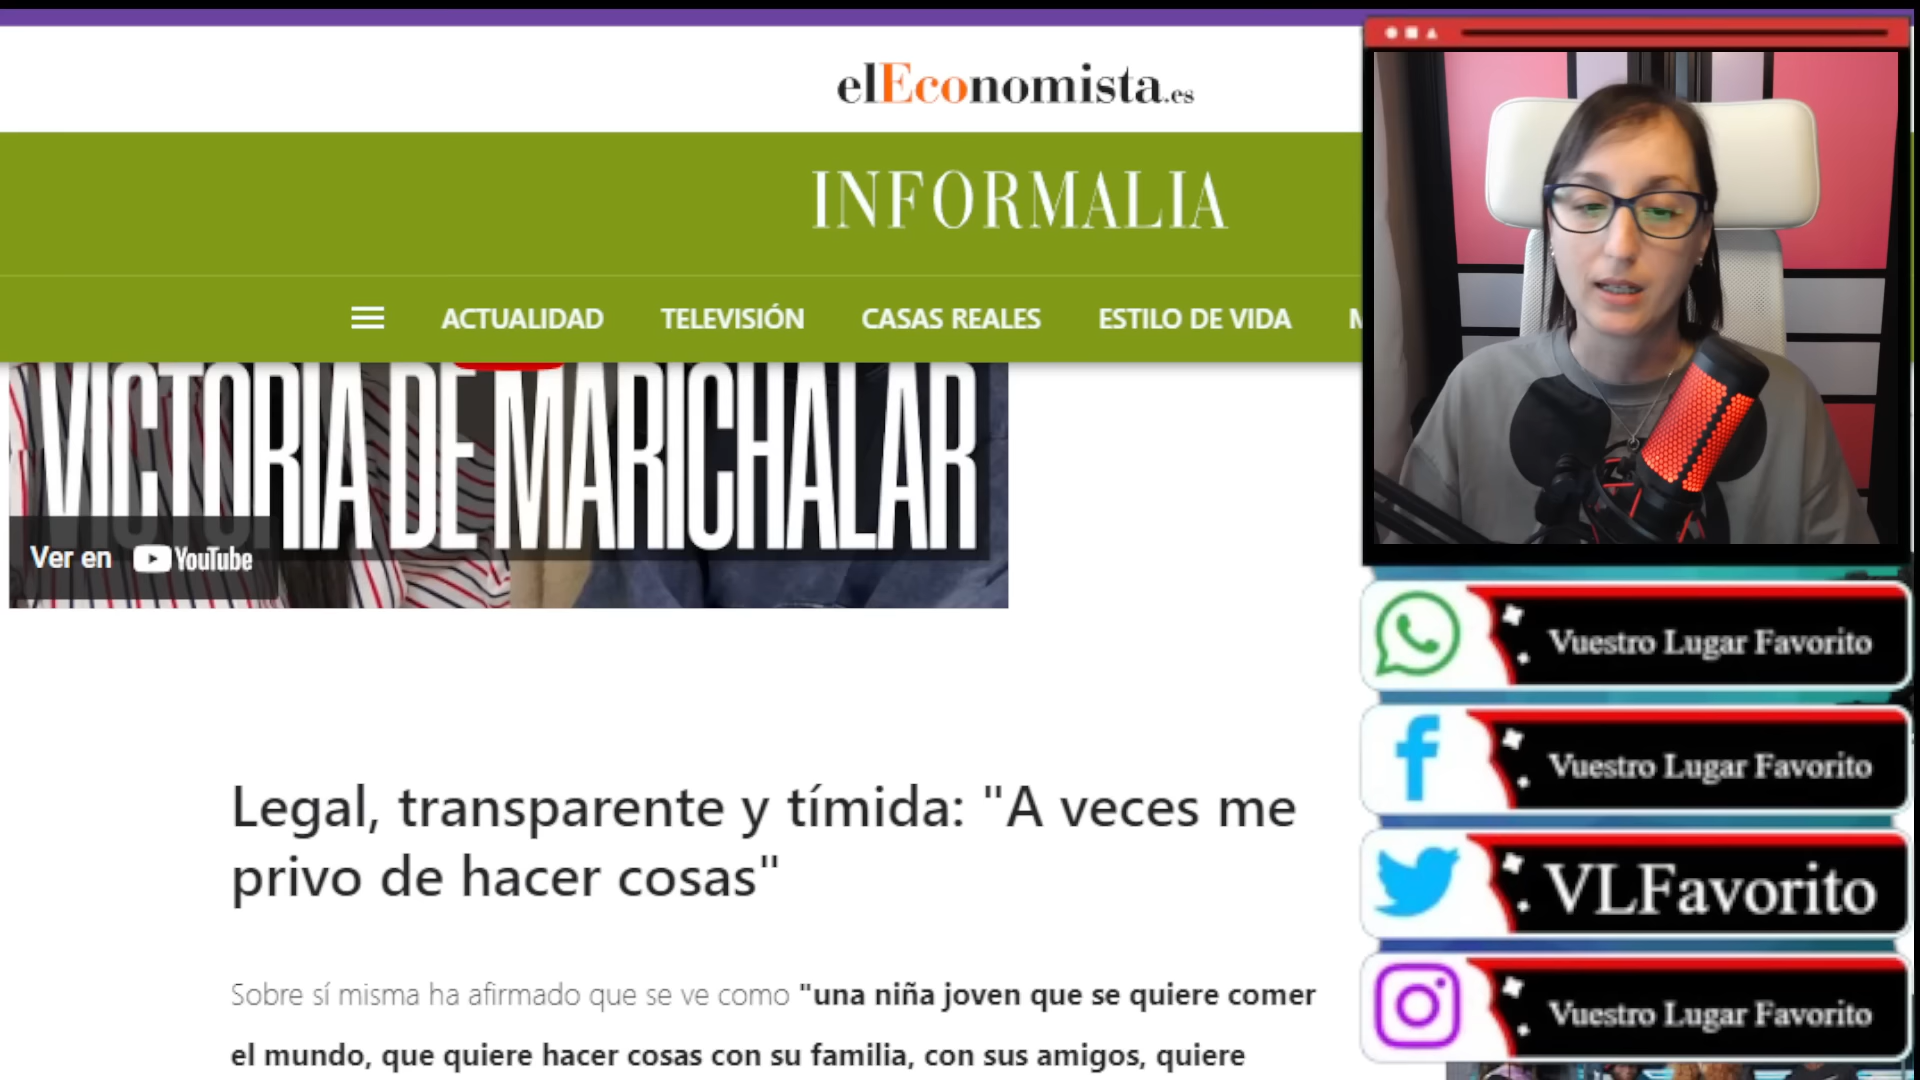 elEconomista.es
INFORMALIA
ACTUALIDAD TELEVISIÓN CASAS REALES ESTILO DE VIDA M
VICTORIA DE MARICHALAR
Ver en YouTube
Legal, transparente y tímida: "A veces me
privo de hacer cosas"
Sobre sí misma ha afirmado que se ve como "una niña joven que se quiere comer
el mundo, que quiere hacer cosas con su familia, con sus amigos, quiere
Vuestro Lugar Favorito
Vuestro Lugar Favorito
VLFavorito
Vuestro Lugar Favorito